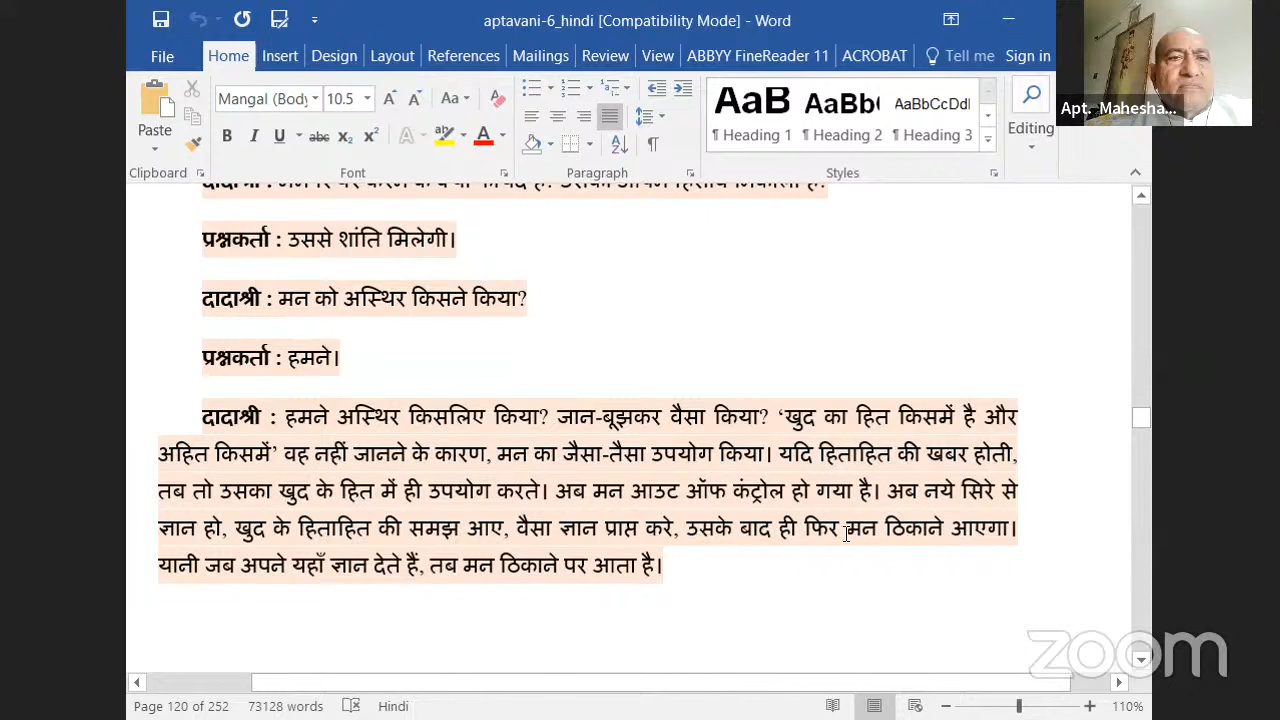 aptavani-6_hindi [Compatibility Mode] - Word
File Home Insert Design Layout References Mailings Review View ABBYY FineReader 11 ACROBAT Tell me Sign in
Apt. Mahesha...
Mangal (Body 10.5
Paste
AaB AaBb( AaBbCcDdI
¶ Heading 1 ¶ Heading 2 ¶ Heading 3
Editing
Clipboard Font Paragraph Styles
दादाश्री :
प्रश्नकर्ता : उससे शांति मिलेगी।
दादाश्री : मन को अस्थिर किसने किया?
प्रश्नकर्ता : हमने।
दादाश्री : हमने अस्थिर किसलिए किया? जान-बूझकर वैसा किया? ‘खुद का हित किसमें है और
अहित किसमें’ वह नहीं जानने के कारण, मन का जैसा-तैसा उपयोग किया। यदि हिताहित की खबर होती,
तब तो उसका खुद के हित में ही उपयोग करते। अब मन आउट ऑफ कंट्रोल हो गया है। अब नये सिरे से
ज्ञान हो, खुद के हिताहित की समझ आए, वैसा ज्ञान प्राप्त करे, उसके बाद ही फिर मन ठिकाने आएगा।
यानी जब अपने यहाँ ज्ञान देते हैं, तब मन ठिकाने पर आता है।
zoom
Page 120 of 252 73128 words Hindi 110%